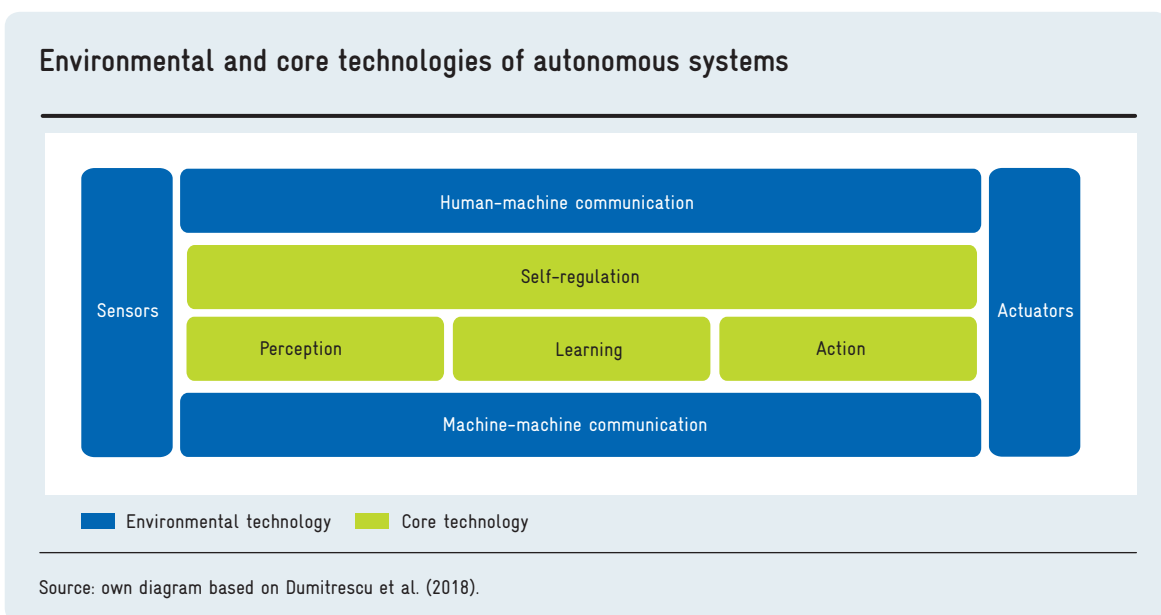 Environmental and core technologies of autonomous systems
Human-machine communication
Self-regulation
Sensors
Actuators
Perception
Learning
Action
Machine-machine communication
Environmental technology
Core technology
Source: own diagram based on Dumitrescu et al. (2018).